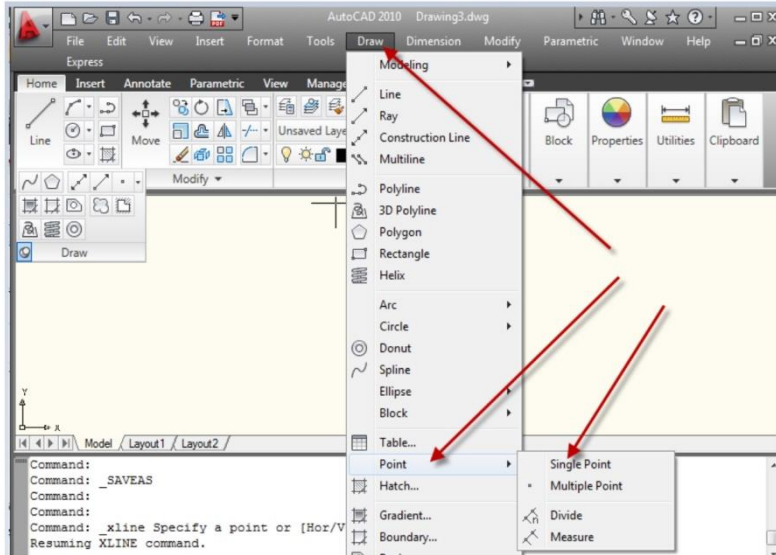 AutoCAD 2010 Drawing3.dwg
File Edit View Insert Format Tools Draw Dimension Modify Parametric Window Help
Express
Home Insert Annotate Parametric View Manage
Line
Move
Unsaved Laye
Block
Properties
Utilities
Clipboard
Modify
Draw
Modeling
Line
Ray
Construction Line
Multiline
Polyline
3D Polyline
Polygon
Rectangle
Helix
Arc
Circle
Donut
Spline
Ellipse
Block
Table...
Point
Hatch...
Gradient...
Boundary...
Single Point
Multiple Point
Divide
Measure
Y
X
Model Layout1 Layout2
Command:
Command: _SAVEAS
Command:
Command:
Command: _xline Specify a point or [Hor/V
Resuming XLINE command.